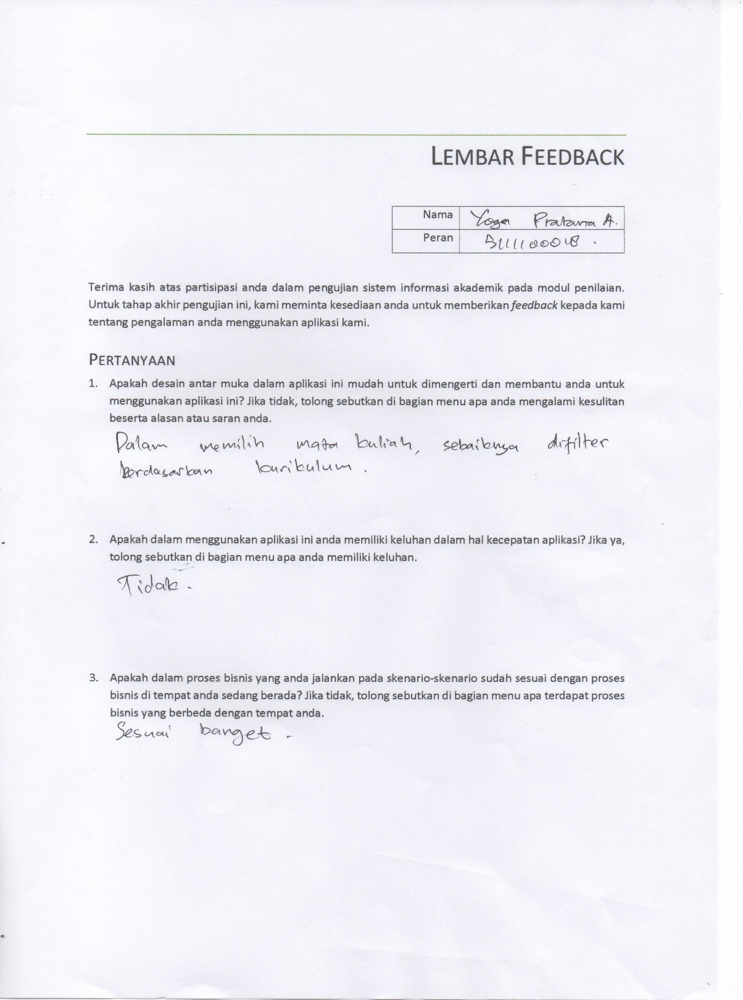 LEMBAR FEEDBACK
Nama Yoga Pratama A.
Peran
Terima kasih atas partisipasi anda dalam pengujian sistem informasi akademik pada modul penilaian.
Untuk tahap akhir pengujian ini, kami meminta kesediaan anda untuk memberikan feedback kepada kami
tentang pengalaman anda menggunakan aplikasi kami.
PERTANYAAN
1. Apakah desain antar muka dalam aplikasi ini mudah untuk dimengerti dan membantu anda untuk
menggunakan aplikasi ini? Jika tidak, tolong sebutkan di bagian menu apa anda mengalami kesulitan
beserta alasan atau saran anda.
Dalam memilih mata kuliah, sebaiknya difilter
berdasarkan kurikulum.
2. Apakah dalam menggunakan aplikasi ini anda memiliki keluhan dalam hal kecepatan aplikasi? Jika ya,
tolong sebutkan di bagian menu apa anda memiliki keluhan.
Tidak.
3. Apakah dalam proses bisnis yang anda jalankan pada skenario-skenario sudah sesuai dengan proses
bisnis di tempat anda sedang berada? Jika tidak, tolong sebutkan di bagian menu apa terdapat proses
bisnis yang berbeda dengan tempat anda.
Sesuai banget.